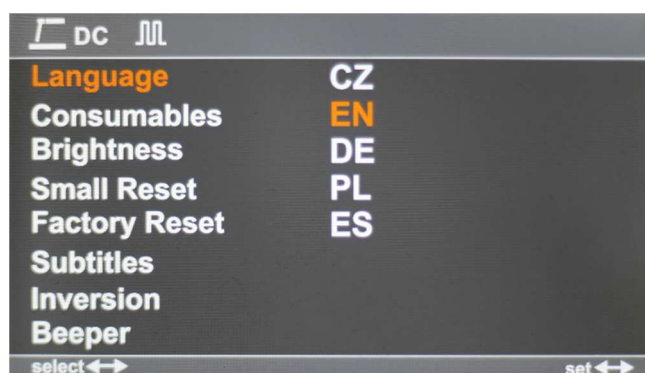 DC
Language CZ
Consumables EN
Brightness DE
Small Reset PL
Factory Reset ES
Subtitles
Inversion
Beeper
select set